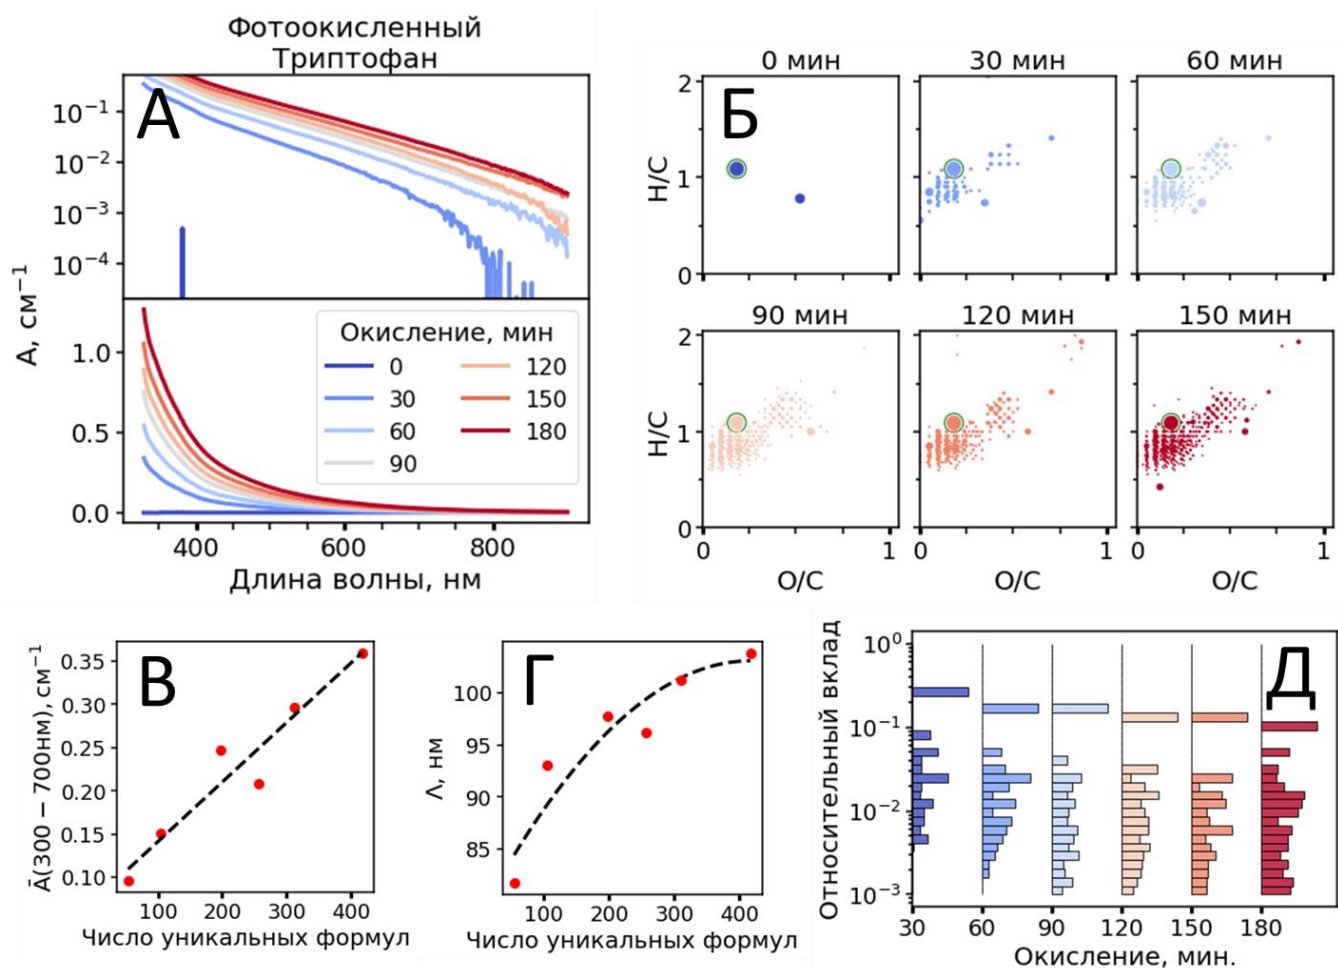 Фотоокисленный
Триптофан
А
10⁻¹
10⁻²
10⁻³
10⁻⁴
A, см⁻¹
1.0
0.5
0.0
Окисление, мин
0
30
60
90
120
150
180
400 600 800
Длина волны, нм
Б
0 мин 30 мин 60 мин
H/C
2
1
0
90 мин 120 мин 150 мин
H/C
2
1
0
0 1 0 1 0 1
O/C O/C O/C
В
Ā(300 − 700нм), см⁻¹
0.35
0.30
0.25
0.20
0.15
0.10
100 200 300 400
Число уникальных формул
Г
Λ, нм
100
95
90
85
100 200 300 400
Число уникальных формул
Д
Относительный вклад
10⁰
10⁻¹
10⁻²
10⁻³
30 60 90 120 150 180
Окисление, мин.